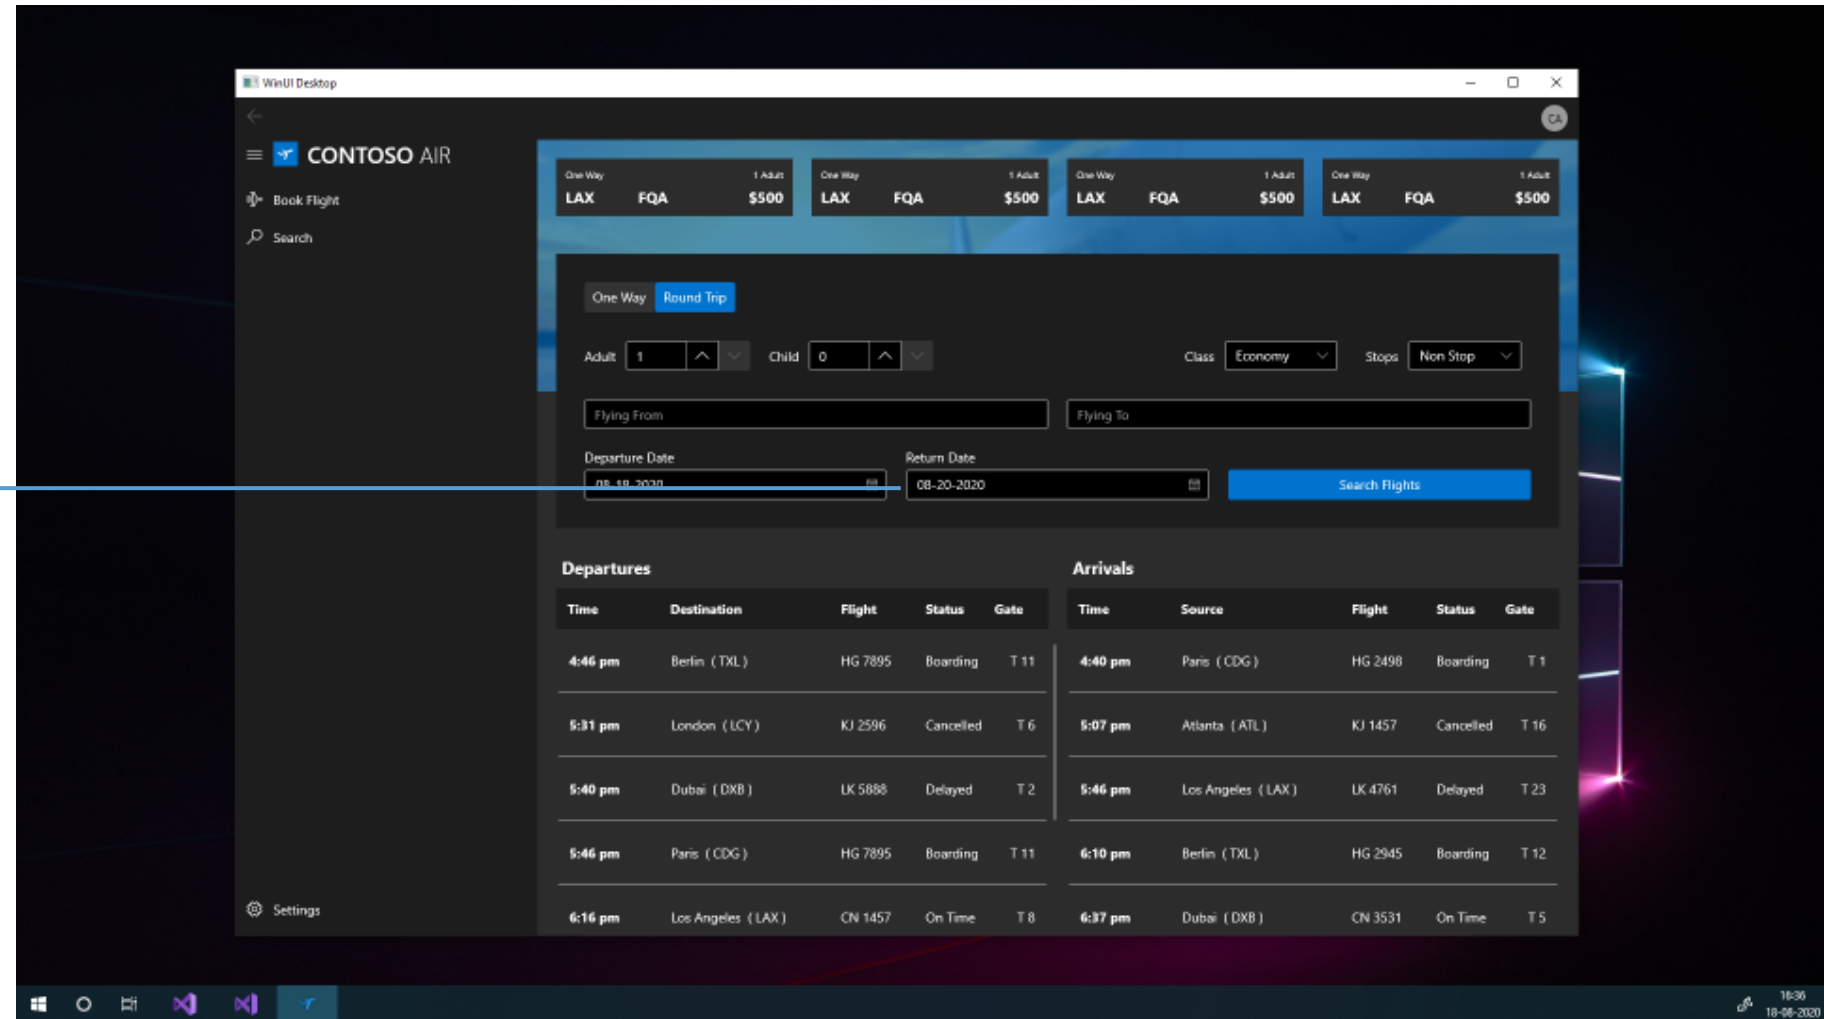 WinUI Desktop
CA
CONTOSO AIR
Book Flight
Search
One Way 1 Adult
LAX FQA $500
One Way 1 Adult
LAX FQA $500
One Way 1 Adult
LAX FQA $500
One Way 1 Adult
LAX FQA $500
One Way Round Trip
Adult 1 Child 0 Class Economy Stops Non Stop
Flying From Flying To
Departure Date Return Date
08-18-2020 08-20-2020 Search Flights
Departures
Time Destination Flight Status Gate
4:46 pm Berlin ( TXL ) HG 7895 Boarding T 11
5:31 pm London ( LCY ) KJ 2596 Cancelled T 6
5:40 pm Dubai ( DXB ) LK 5888 Delayed T 2
5:46 pm Paris ( CDG ) HG 7895 Boarding T 11
6:16 pm Los Angeles ( LAX ) CN 1457 On Time T 8
Arrivals
Time Source Flight Status Gate
4:40 pm Paris ( CDG ) HG 2498 Boarding T 1
5:07 pm Atlanta ( ATL ) KJ 1457 Cancelled T 16
5:46 pm Los Angeles ( LAX ) LK 4761 Delayed T 23
6:10 pm Berlin ( TXL ) HG 2945 Boarding T 12
6:37 pm Dubai ( DXB ) CN 3531 On Time T 5
Settings
16:36
18-08-2020